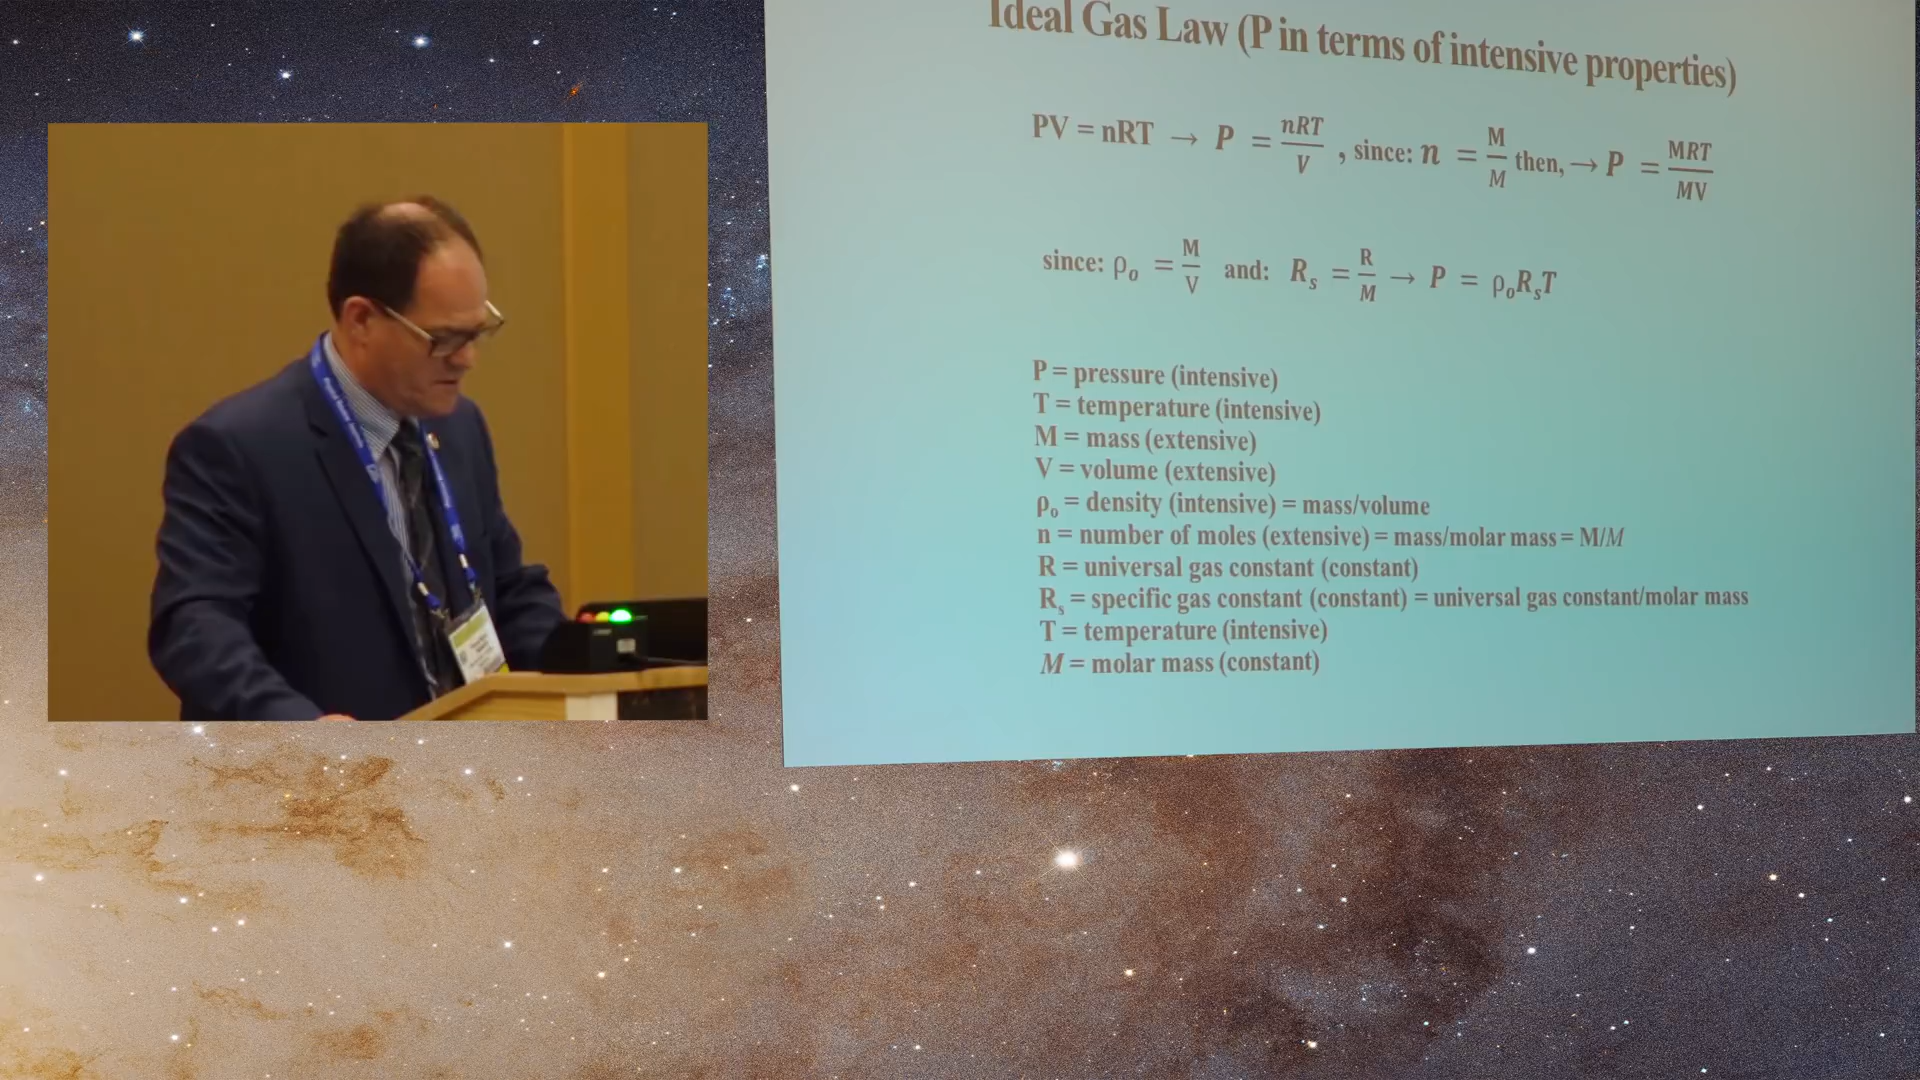 Ideal Gas Law (P in terms of intensive properties)
PV = nRT → P = nRT/V , since: n = M/M then, → P = MRT/MV
since: ρₒ = M/V and: Rₛ = R/M → P = ρₒRₛT
P = pressure (intensive)
T = temperature (intensive)
M = mass (extensive)
V = volume (extensive)
ρₒ = density (intensive) = mass/volume
n = number of moles (extensive) = mass/molar mass = M/M
R = universal gas constant (constant)
Rₛ = specific gas constant (constant) = universal gas constant/molar mass
T = temperature (intensive)
M = molar mass (constant)